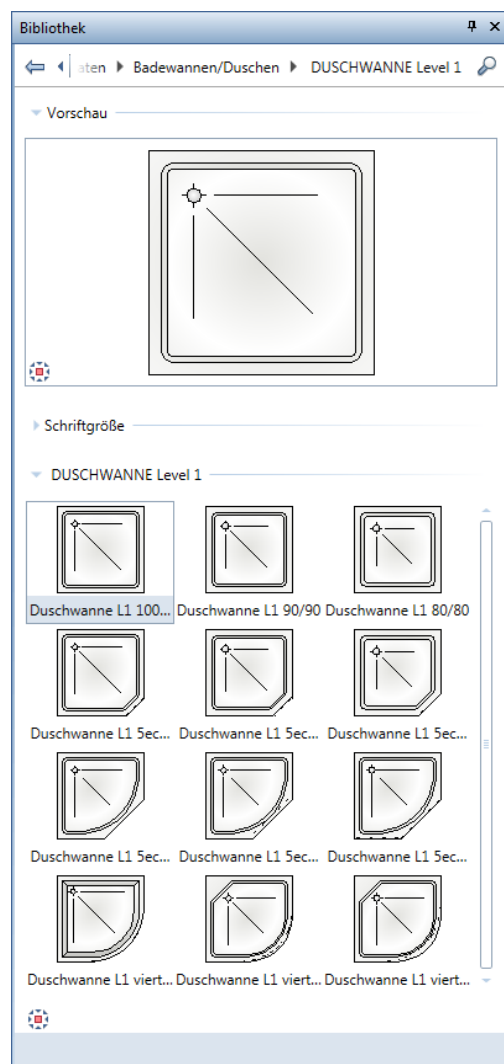 Bibliothek
aten Badewannen/Duschen DUSCHWANNE Level 1
Vorschau
Schriftgröße
DUSCHWANNE Level 1
Duschwanne L1 100... Duschwanne L1 90/90 Duschwanne L1 80/80
Duschwanne L1 5ec... Duschwanne L1 5ec... Duschwanne L1 5ec...
Duschwanne L1 5ec... Duschwanne L1 5ec... Duschwanne L1 5ec...
Duschwanne L1 viert... Duschwanne L1 viert... Duschwanne L1 viert...